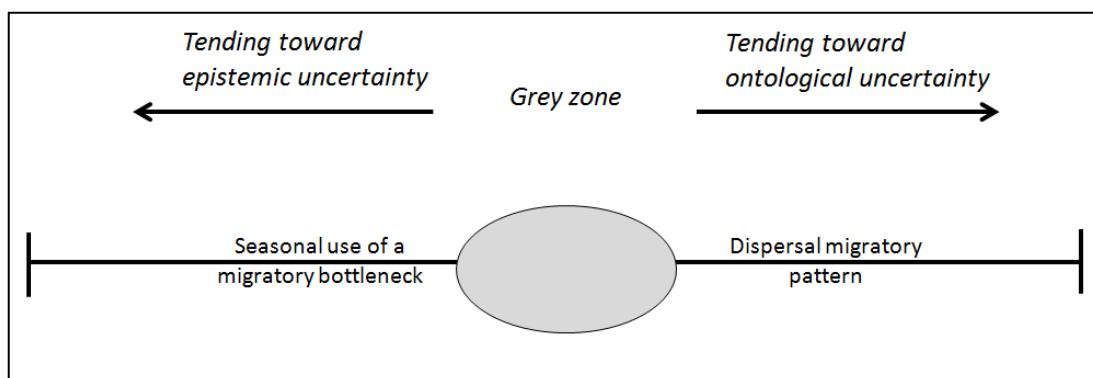 Tending toward
epistemic uncertainty
Grey zone
Tending toward
ontological uncertainty
Seasonal use of a
migratory bottleneck
Dispersal migratory
pattern